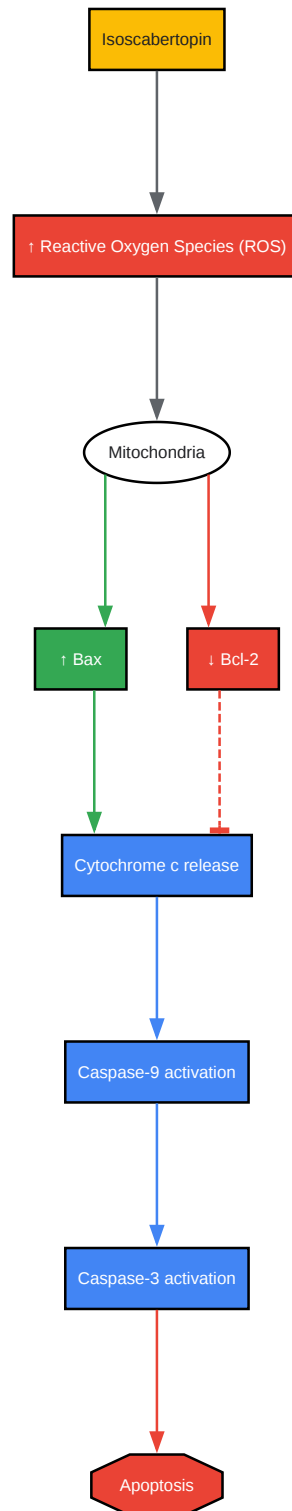 Isoscabertopin
↑ Reactive Oxygen Species (ROS)
Mitochondria
↑ Bax
↓ Bcl-2
Cytochrome c release
Caspase-9 activation
Caspase-3 activation
Apoptosis